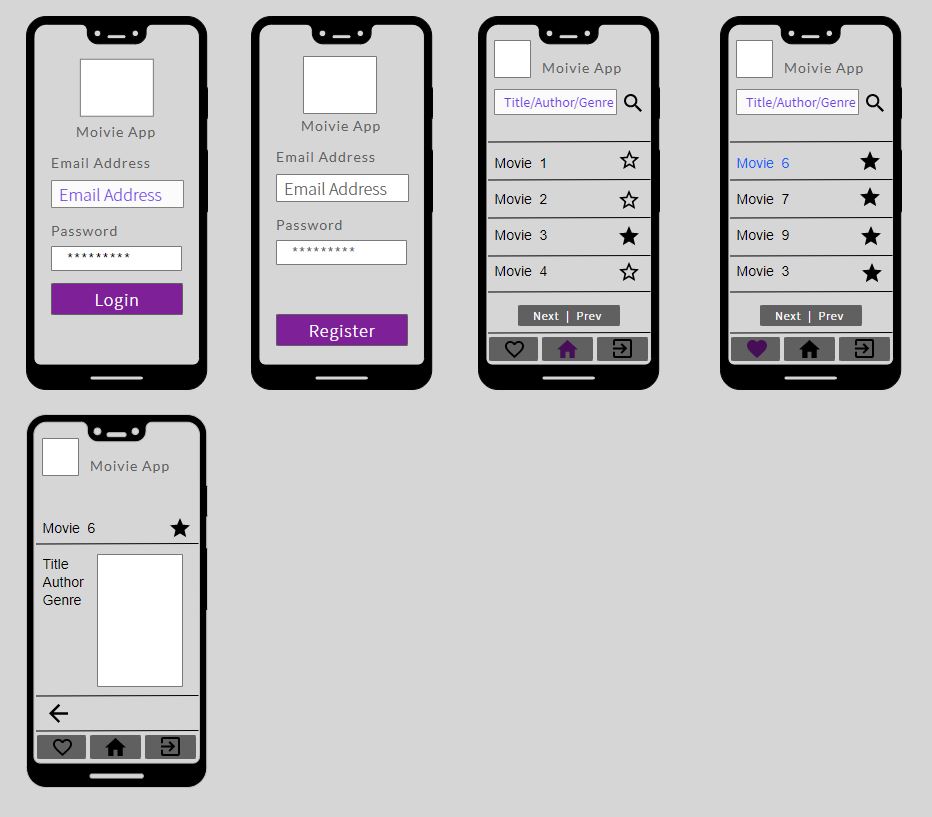 Moivie App
Email Address
Email Address
Password
*********
Login
Moivie App
Email Address
Email Address
Password
*********
Register
Moivie App
Title/Author/Genre
Movie 1
Movie 2
Movie 3
Movie 4
Next | Prev
Moivie App
Title/Author/Genre
Movie 6
Movie 7
Movie 9
Movie 3
Next | Prev
Moivie App
Movie 6
Title
Author
Genre